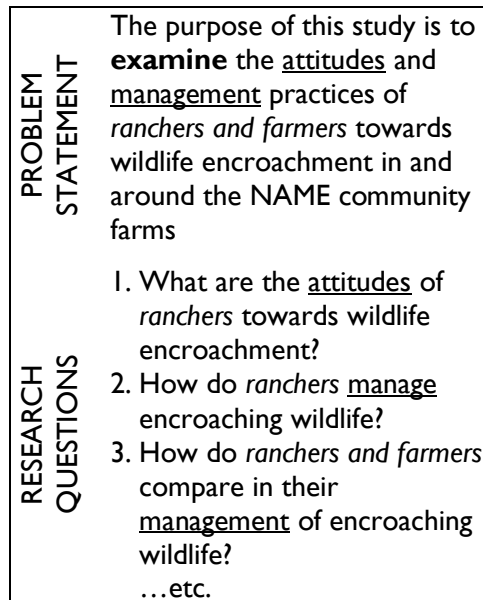 PROBLEM
STATEMENT
The purpose of this study is to
examine the attitudes and
management practices of
ranchers and farmers towards
wildlife encroachment in and
around the NAME community
farms
RESEARCH
QUESTIONS
1. What are the attitudes of
ranchers towards wildlife
encroachment?
2. How do ranchers manage
encroaching wildlife?
3. How do ranchers and farmers
compare in their
management of encroaching
wildlife?
…etc.